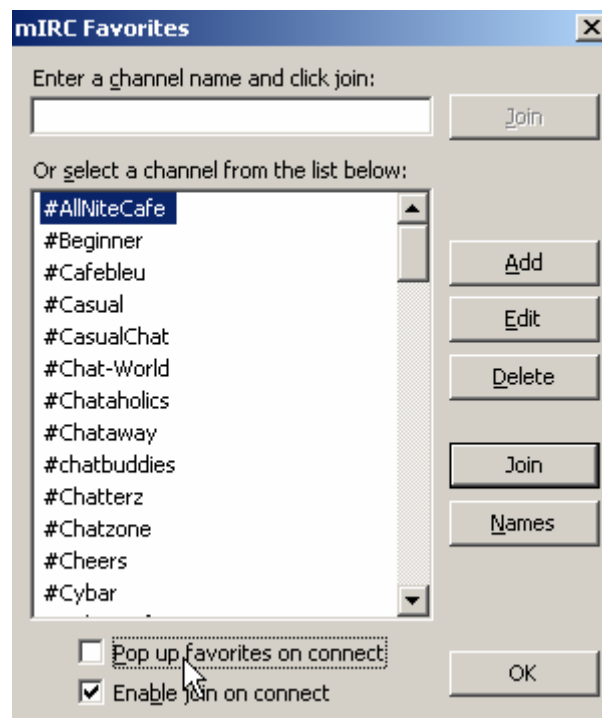 mIRC Favorites
Enter a channel name and click join:
Join
Or select a channel from the list below:
#AllNiteCafe
#Beginner
#Cafebleu
#Casual
#CasualChat
#Chat-World
#Chataholics
#Chataway
#chatbuddies
#Chatterz
#Chatzone
#Cheers
#Cybar
Add
Edit
Delete
Join
Names
Pop up favorites on connect
Enable join on connect
OK